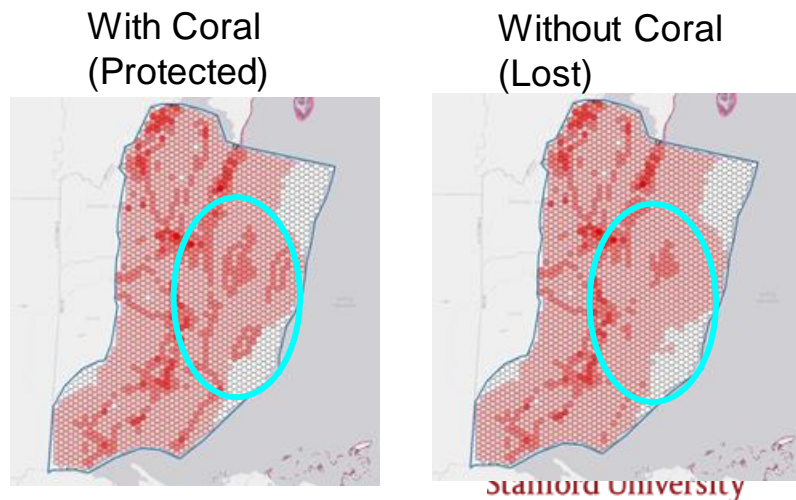 With Coral
(Protected)
Without Coral
(Lost)
Stanford University